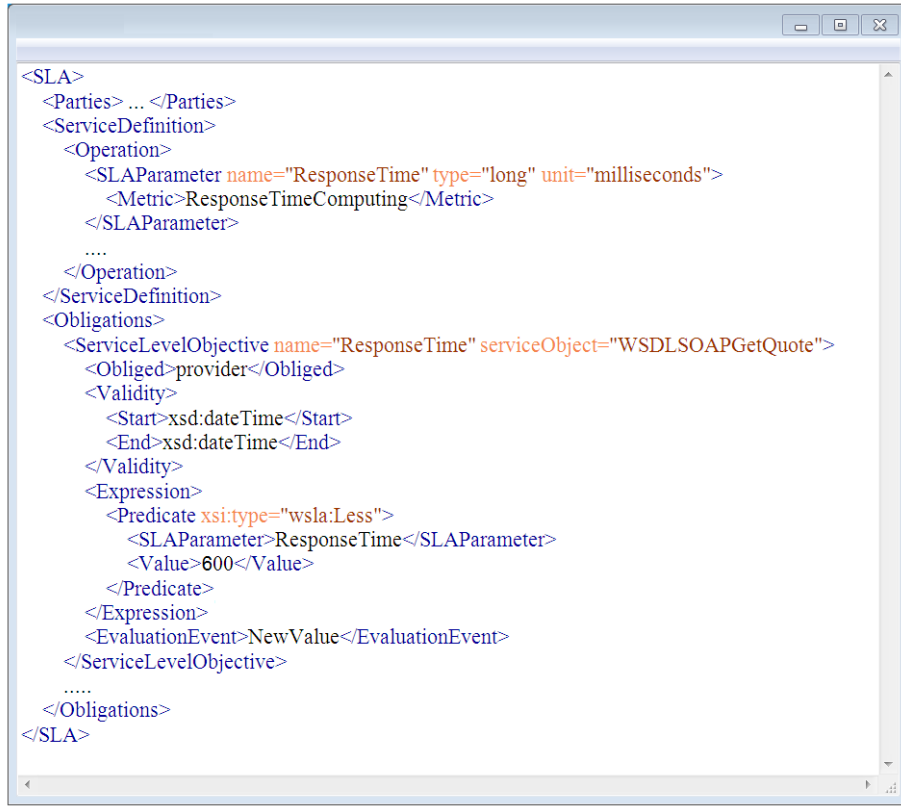 <SLA>
<Parties> ... </Parties>
<ServiceDefinition>
<Operation>
<SLAParameter name="ResponseTime" type="long" unit="milliseconds">
<Metric>ResponseTimeComputing</Metric>
</SLAParameter>
....
</Operation>
</ServiceDefinition>
<Obligations>
<ServiceLevelObjective name="ResponseTime" serviceObject="WSDLSOAPGetQuote">
<Obliged>provider</Obliged>
<Validity>
<Start>xsd:dateTime</Start>
<End>xsd:dateTime</End>
</Validity>
<Expression>
<Predicate xsi:type="wsla:Less">
<SLAParameter>ResponseTime</SLAParameter>
<Value>600</Value>
</Predicate>
</Expression>
<EvaluationEvent>NewValue</EvaluationEvent>
</ServiceLevelObjective>
.....
</Obligations>
</SLA>